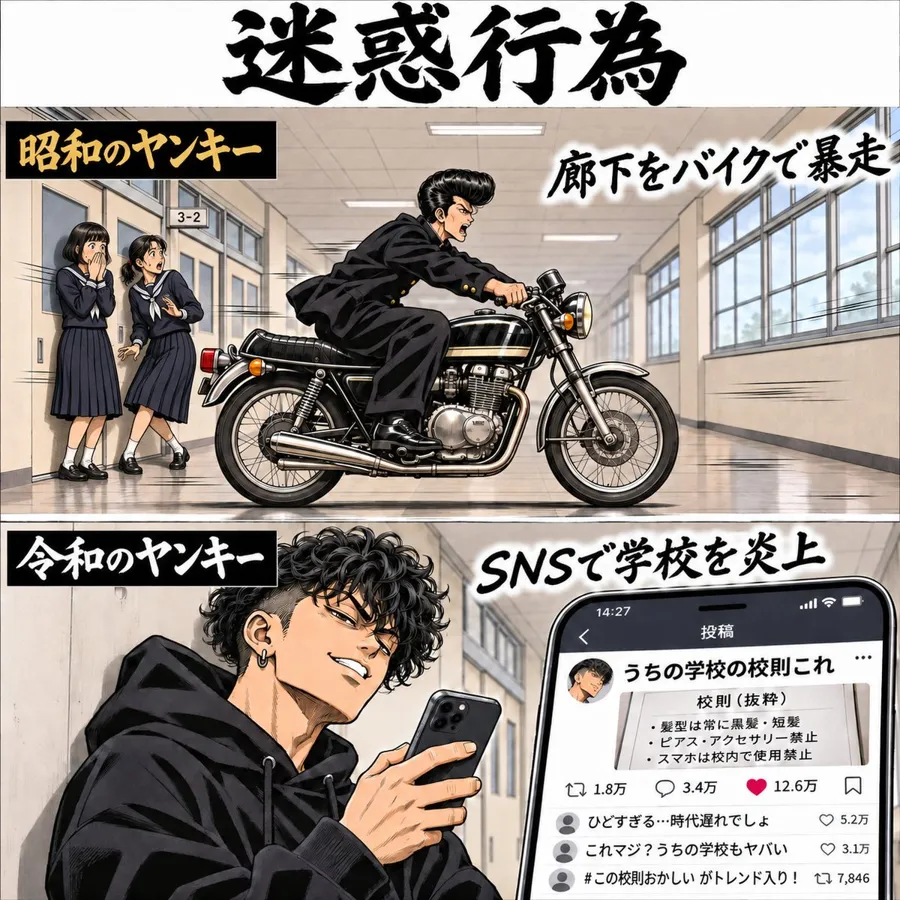 迷惑行為
昭和のヤンキー
廊下をバイクで暴走
3-2
令和のヤンキー
SNSで学校を炎上
14:27
投稿
うちの学校の校則これ
校則(抜粋)
・髪型は常に黒髪・短髪
・ピアス・アクセサリー禁止
・スマホは校内で使用禁止
1.8万 3.4万 12.6万
ひどすぎる…時代遅れでしょ 5.2万
これマジ?うちの学校もヤバい 3.1万
#この校則おかしい がトレンド入り! 7,846